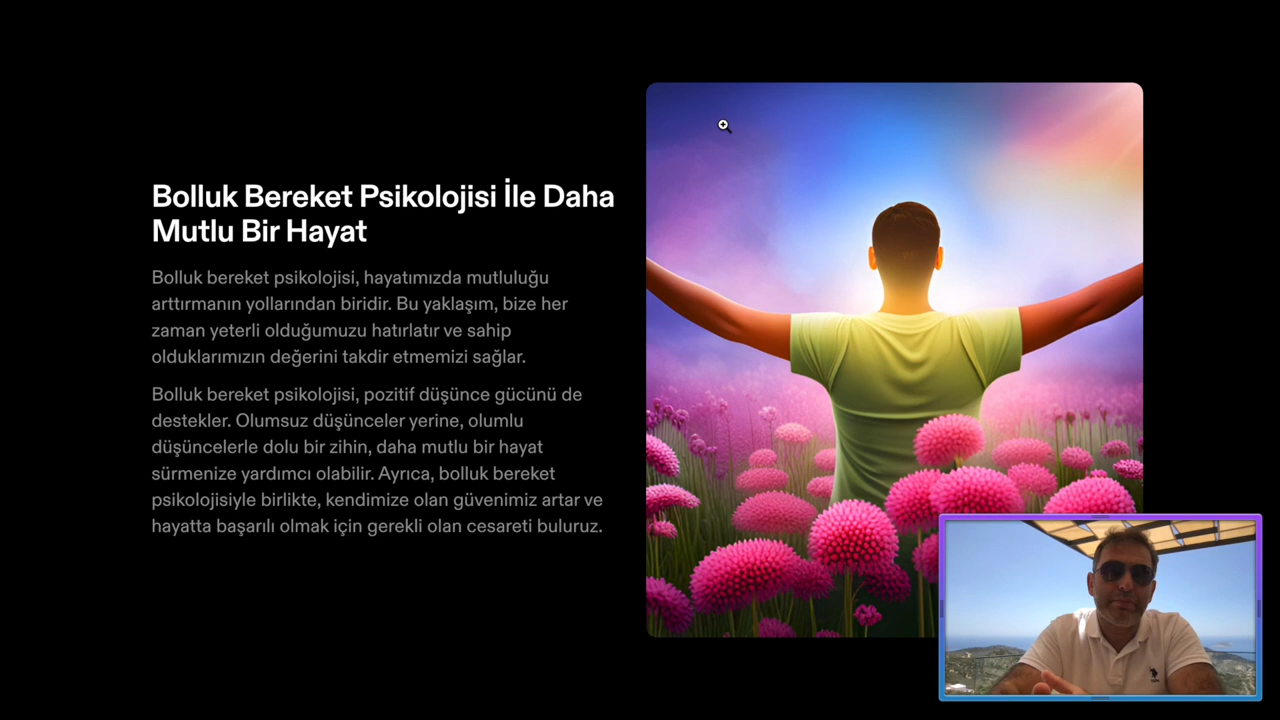 Bolluk Bereket Psikolojisi İle Daha
Mutlu Bir Hayat
Bolluk bereket psikolojisi, hayatımızda mutluluğu
arttırmanın yollarından biridir. Bu yaklaşım, bize her
zaman yeterli olduğumuzu hatırlatır ve sahip
olduklarımızın değerini takdir etmemizi sağlar.
Bolluk bereket psikolojisi, pozitif düşünce gücünü de
destekler. Olumsuz düşünceler yerine, olumlu
düşüncelerle dolu bir zihin, daha mutlu bir hayat
sürmenize yardımcı olabilir. Ayrıca, bolluk bereket
psikolojisiyle birlikte, kendimize olan güvenimiz artar ve
hayatta başarılı olmak için gerekli olan cesareti buluruz.